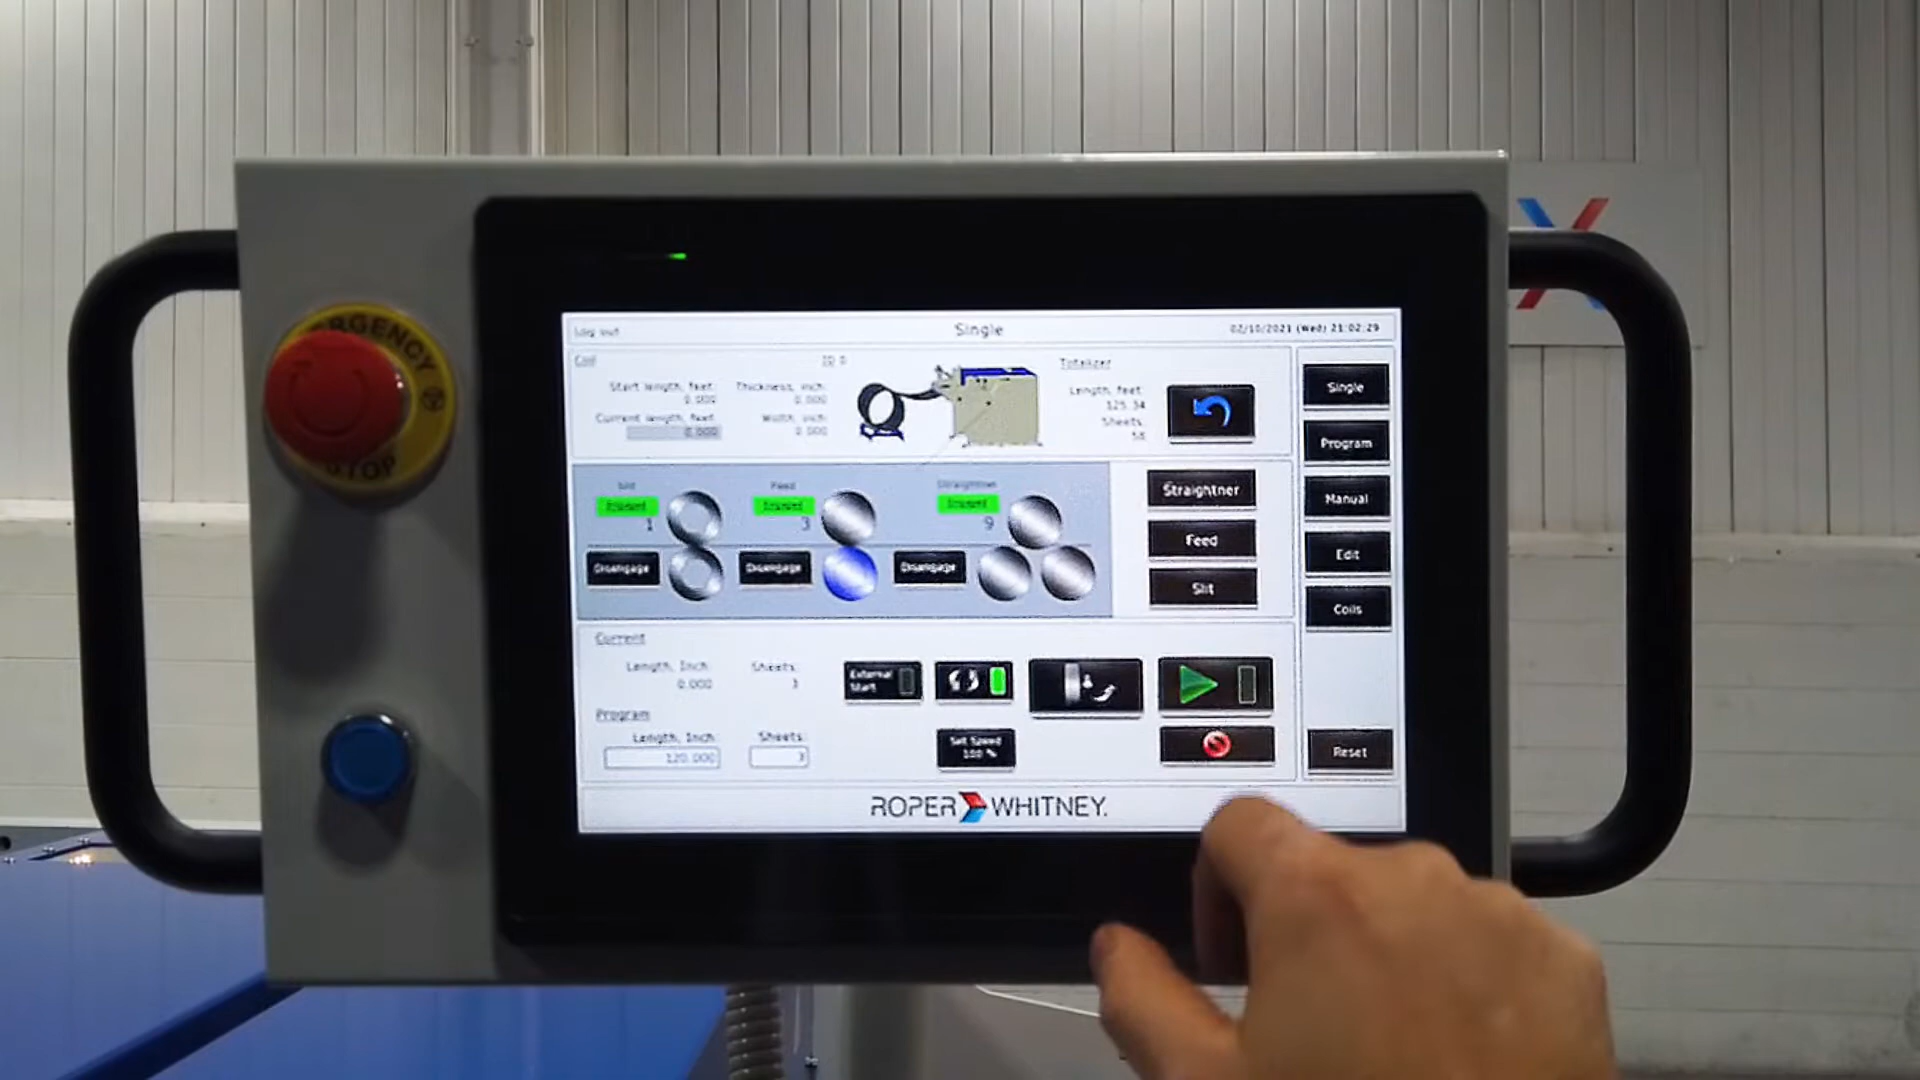 EMERGENCY
STOP
Log out
Single
02/10/2021 (Wed) 21:02:29
Coil
ID 0
Start length, feet:
0.000
Thickness, inch:
0.000
Current length, feet:
0.000
Width, inch:
0.000
Totalizer
Length, feet:
125.34
Sheets:
58
Single
Program
Manual
Edit
Coils
Reset
Slit
1
Disengage
Feed
3
Disengage
Straightner
9
Disengage
Straightner
Feed
Slit
Current
Length, Inch:
0.000
Sheets:
3
External
Start
Program
Length, Inch:
120.000
Sheets:
3
Set Speed
100 %
ROPER WHITNEY.